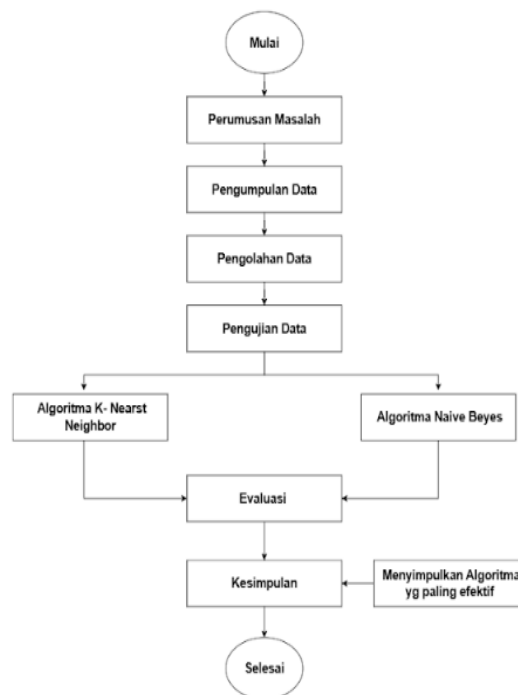 Mulai
Perumusan Masalah
Pengumpulan Data
Pengolahan Data
Pengujian Data
Algoritma K- Nearst
Neighbor
Algoritma Naive Beyes
Evaluasi
Kesimpulan
Menyimpulkan Algoritma
yg paling efektif
Selesai